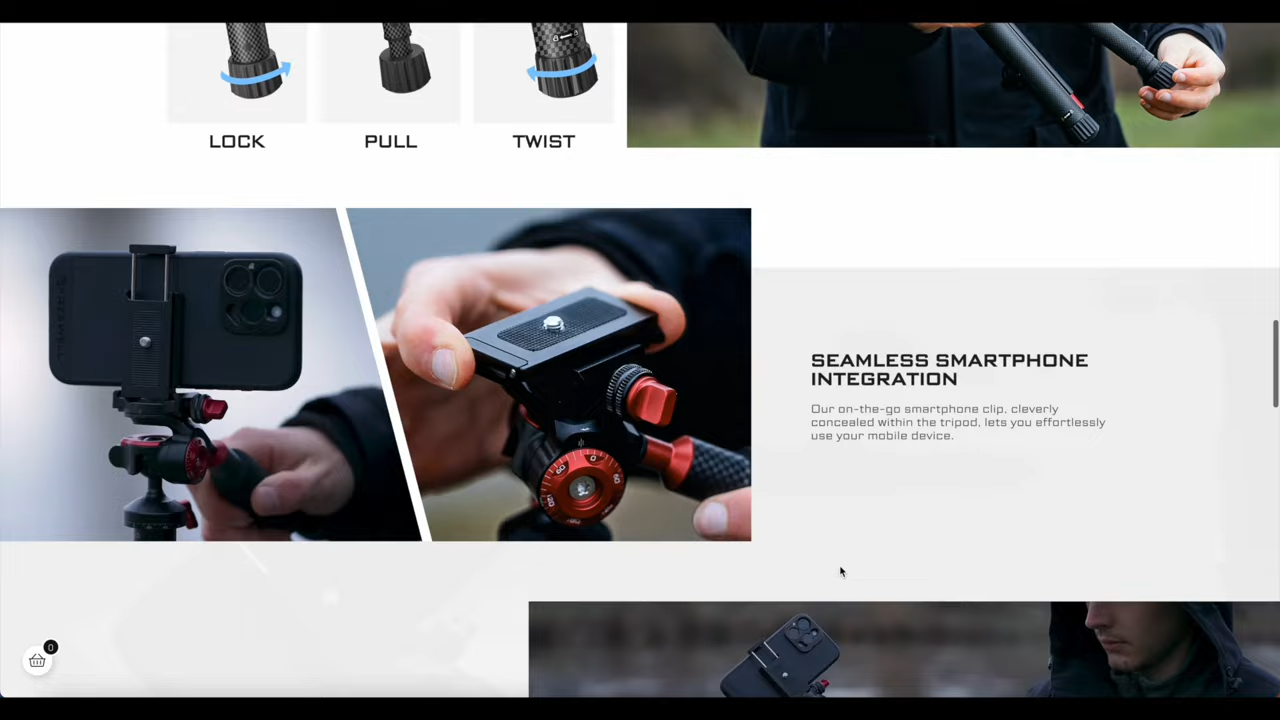 LOCK
PULL
TWIST
SEAMLESS SMARTPHONE
INTEGRATION
Our on-the-go smartphone clip, cleverly
concealed within the tripod, lets you effortlessly
use your mobile device.
0